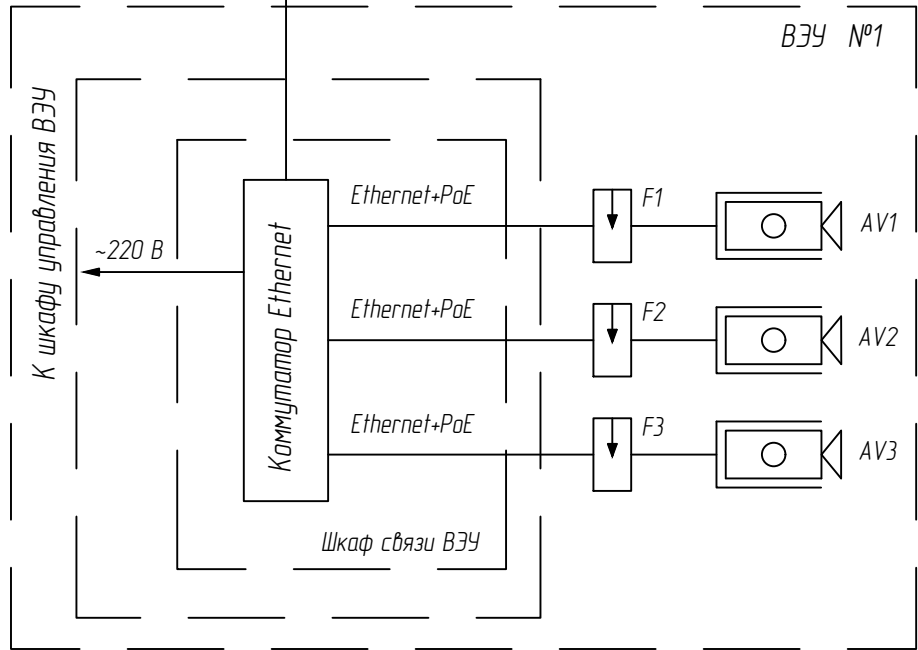 ВЭУ №1
К шкафу управления ВЭУ
~220 В
Коммутатор Ethernet
Ethernet+PoE
F1
AV1
Ethernet+PoE
F2
AV2
Ethernet+PoE
F3
AV3
Шкаф связи ВЭУ